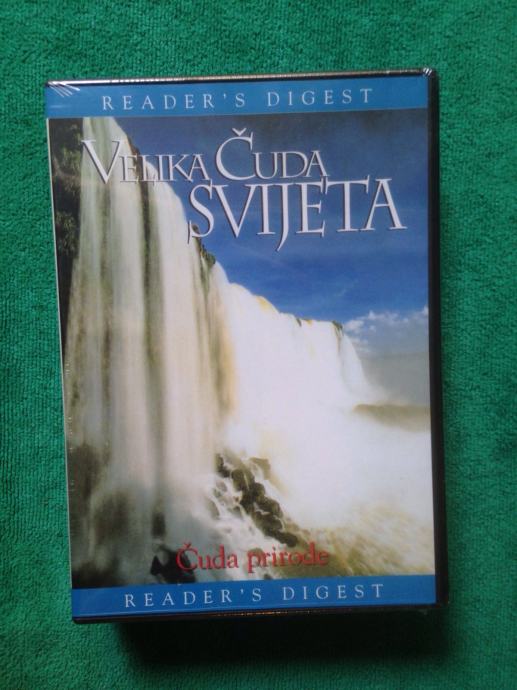 READER'S DIGEST
VELIKA ČUDA
SVIJETA
Čuda prirode
READER'S DIGEST